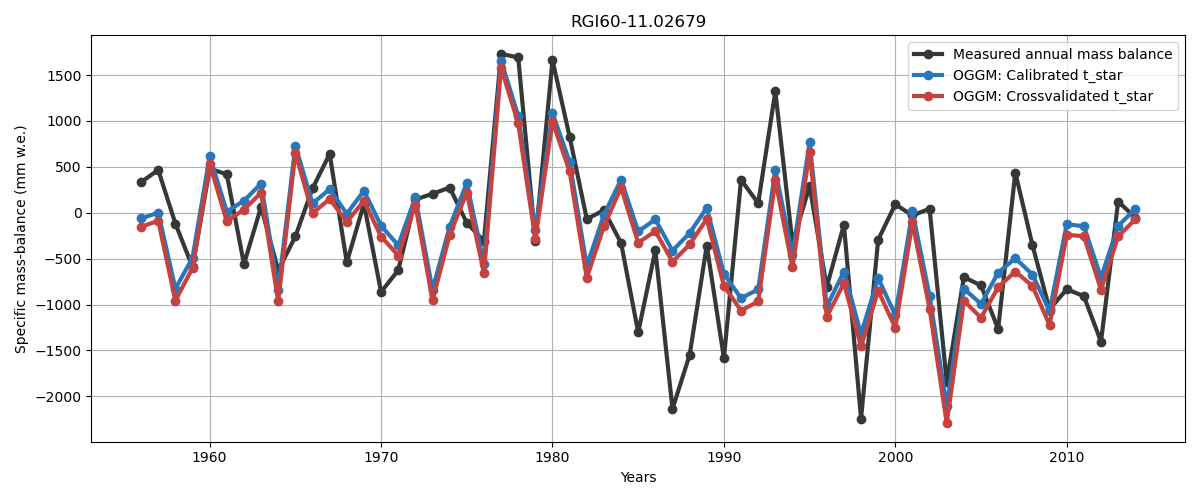 RGI60-11.02679
Measured annual mass balance
OGGM: Calibrated t_star
OGGM: Crossvalidated t_star
Specific mass-balance (mm w.e.)
1500
1000
500
0
−500
−1000
−1500
−2000
1960 1970 1980 1990 2000 2010
Years